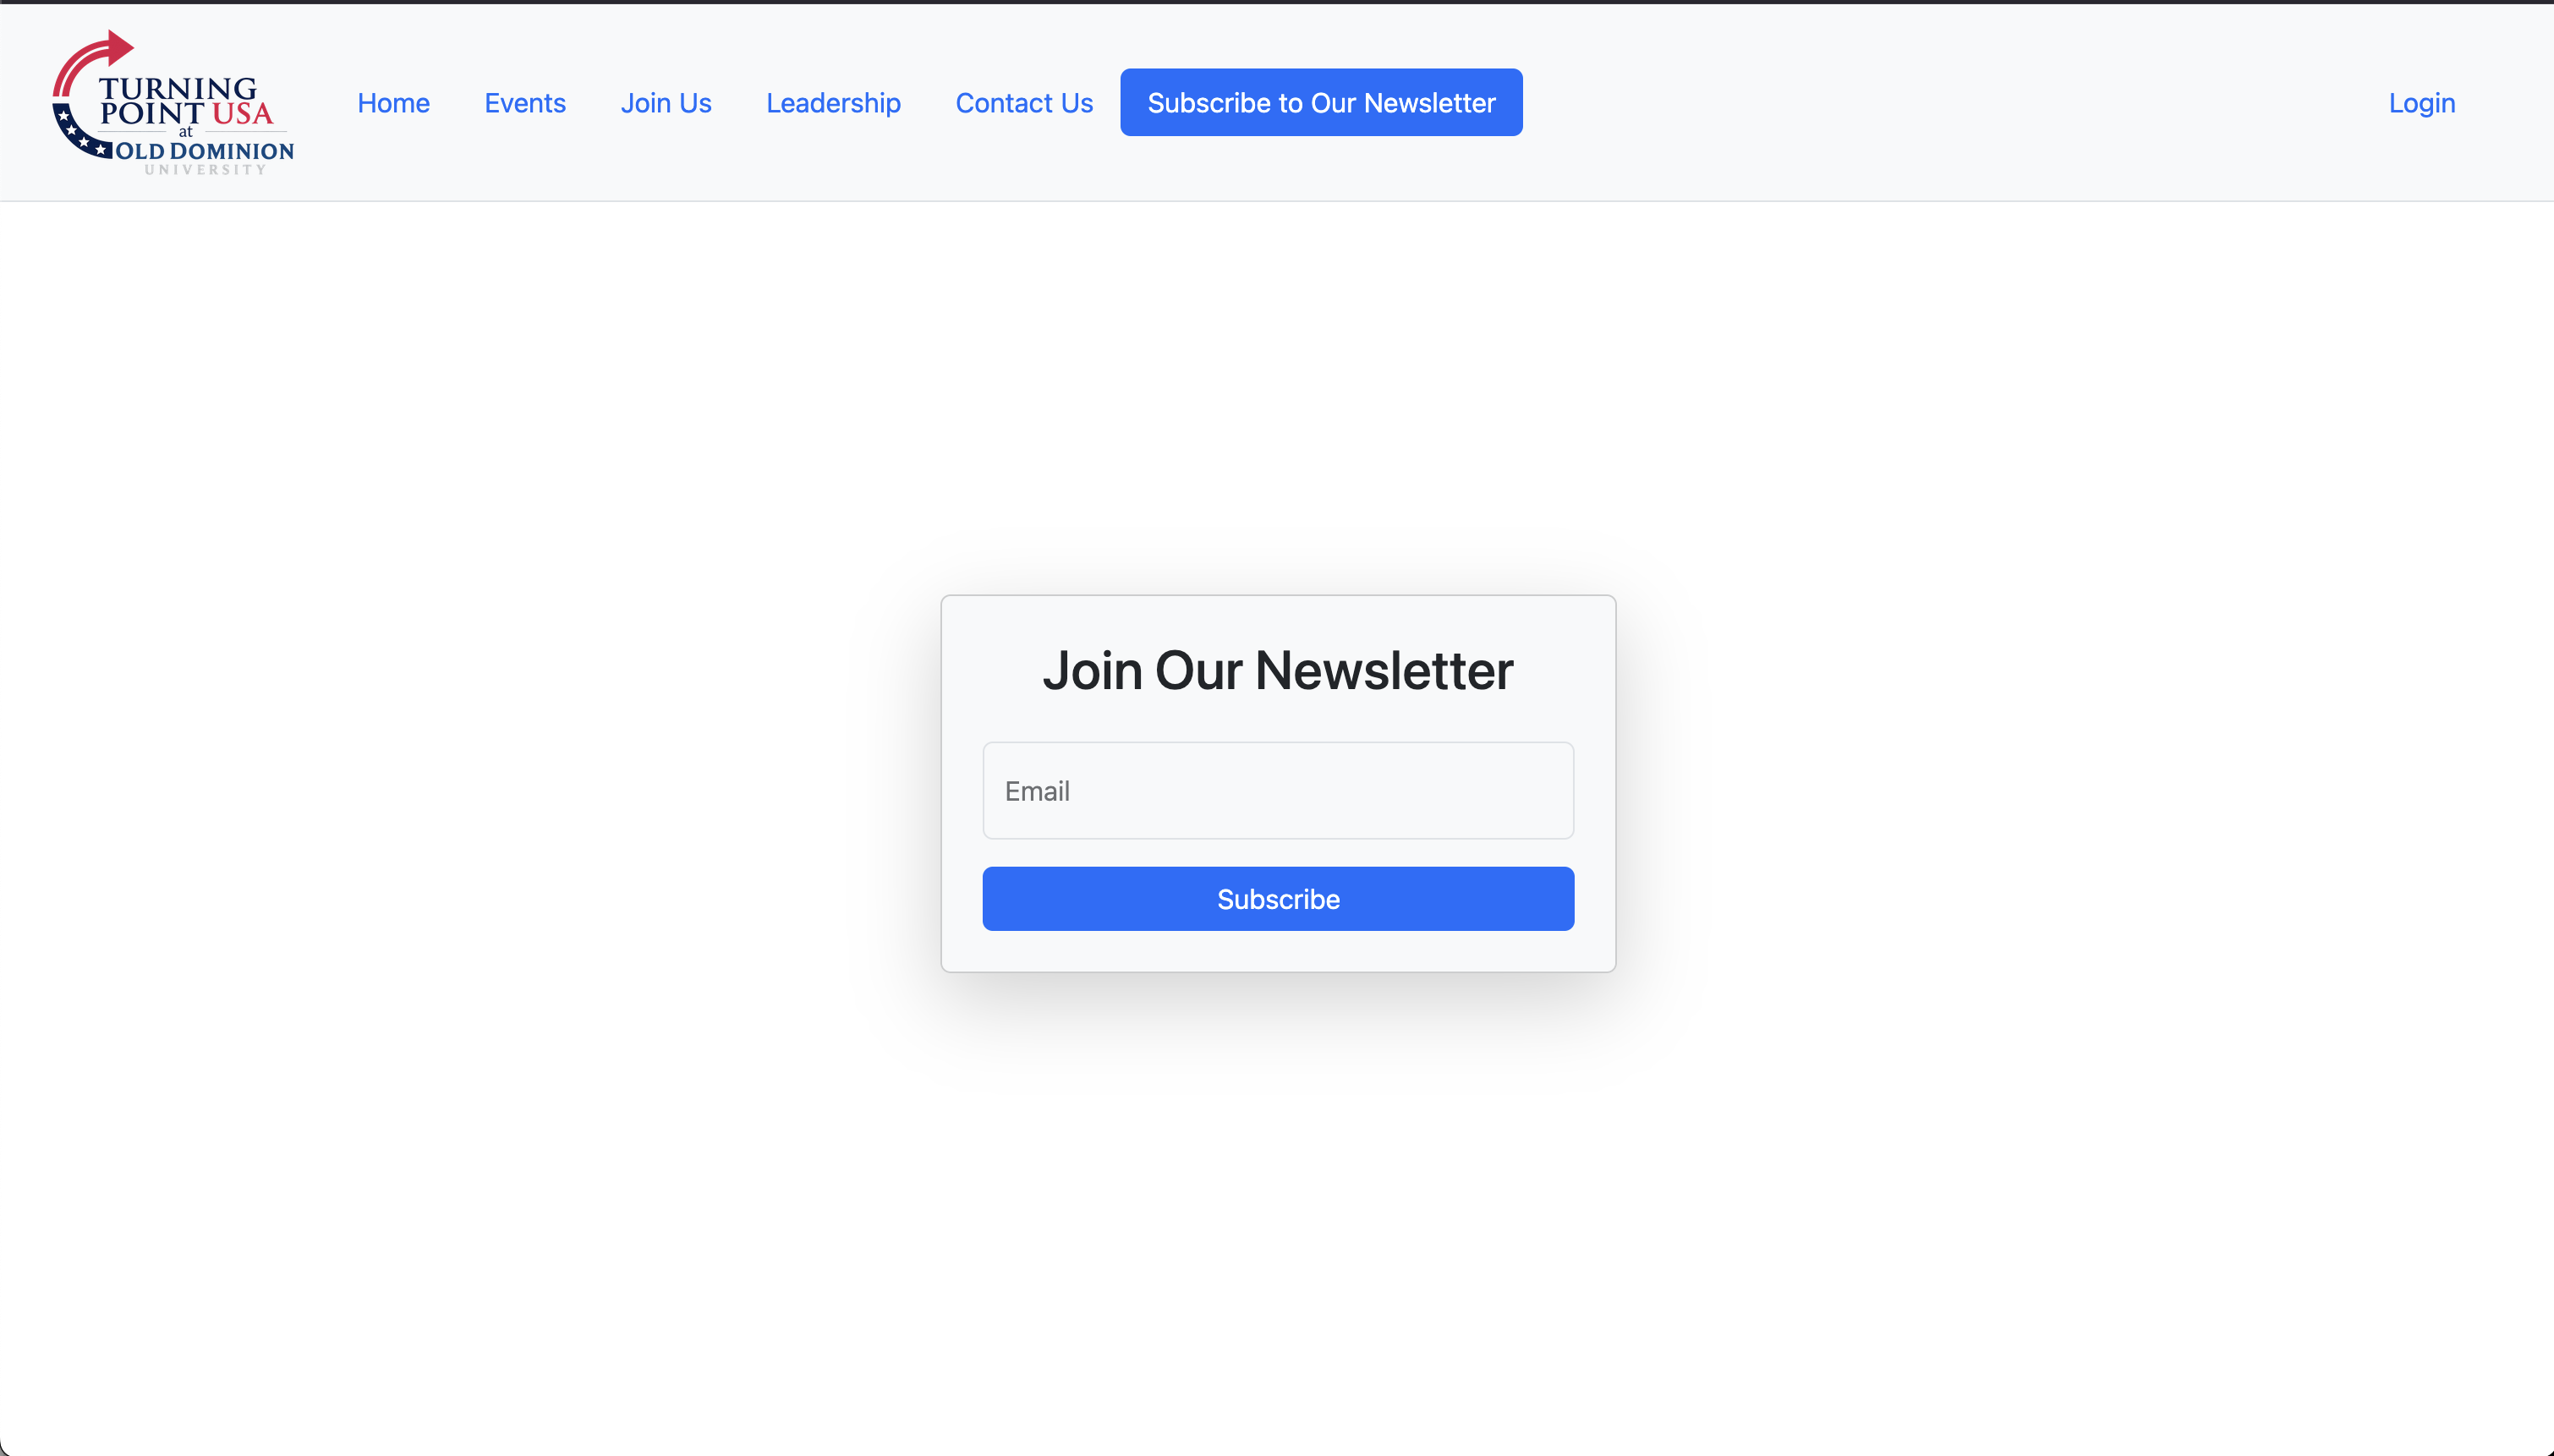 TURNING
POINT USA
at
OLD DOMINION
UNIVERSITY
Home
Events
Join Us
Leadership
Contact Us
Subscribe to Our Newsletter
Login
Join Our Newsletter
Email
Subscribe